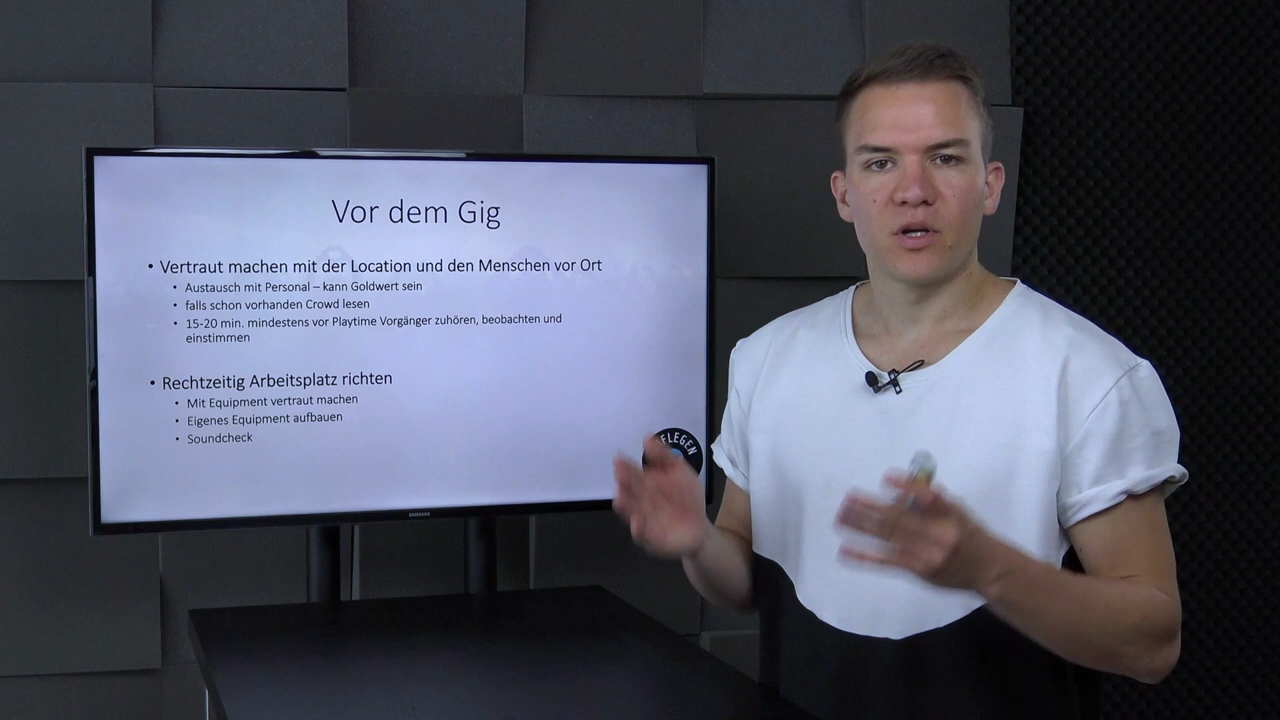 Vor dem Gig
• Vertraut machen mit der Location und den Menschen vor Ort
• Austausch mit Personal – kann Goldwert sein
• falls schon vorhanden Crowd lesen
• 15-20 min. mindestens vor Playtime Vorgänger zuhören, beobachten und
einstimmen
• Rechtzeitig Arbeitsplatz richten
• Mit Equipment vertraut machen
• Eigenes Equipment aufbauen
• Soundcheck
SAMSUNG